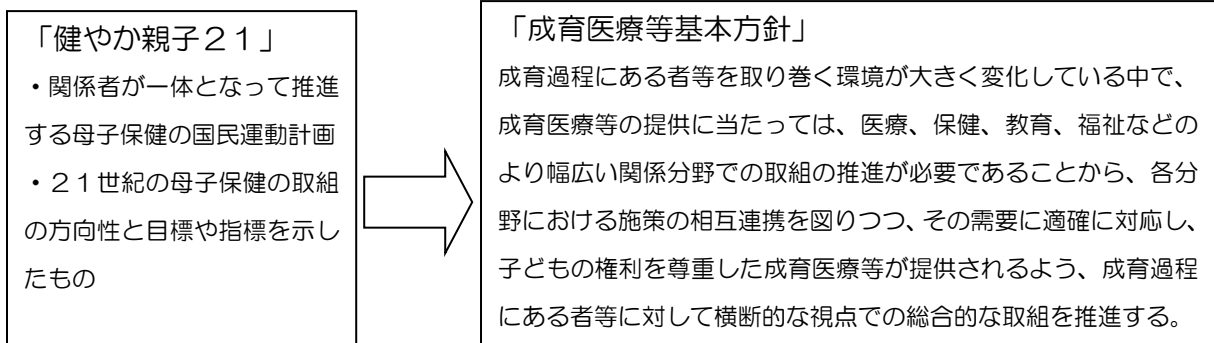 「健やか親子２１」
・関係者が一体となって推進
する母子保健の国民運動計画
・２１世紀の母子保健の取組
の方向性と目標や指標を示し
たもの
「成育医療等基本方針」
成育過程にある者等を取り巻く環境が大きく変化している中で、
成育医療等の提供に当たっては、医療、保健、教育、福祉などの
より幅広い関係分野での取組の推進が必要であることから、各分
野における施策の相互連携を図りつつ、その需要に適確に対応し、
子どもの権利を尊重した成育医療等が提供されるよう、成育過程
にある者等に対して横断的な視点での総合的な取組を推進する。